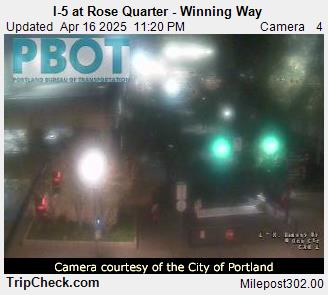 I-5 at Rose Quarter - Winning Way
Updated Apr 16 2025 11:20 PM Camera 4
PBOT
PORTLAND BUREAU OF TRANSPORTATION
Camera courtesy of the City of Portland
TripCheck.com Milepost302.00